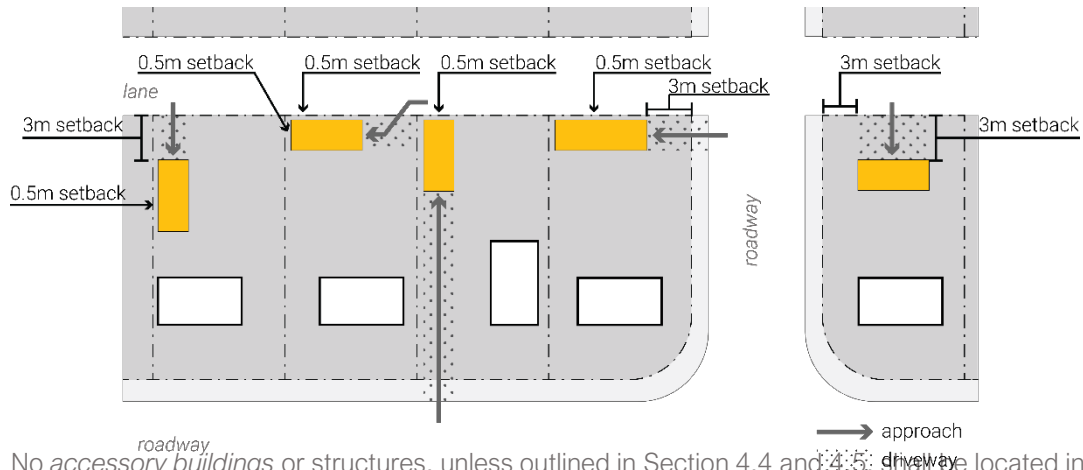 0.5m setback
0.5m setback
0.5m setback
0.5m setback
3m setback
lane
3m setback
3m setback
3m setback
0.5m setback
roadway
roadway
approach
driveway
No accessory buildings or structures, unless outlined in Section 4.4 and 4.5, located in